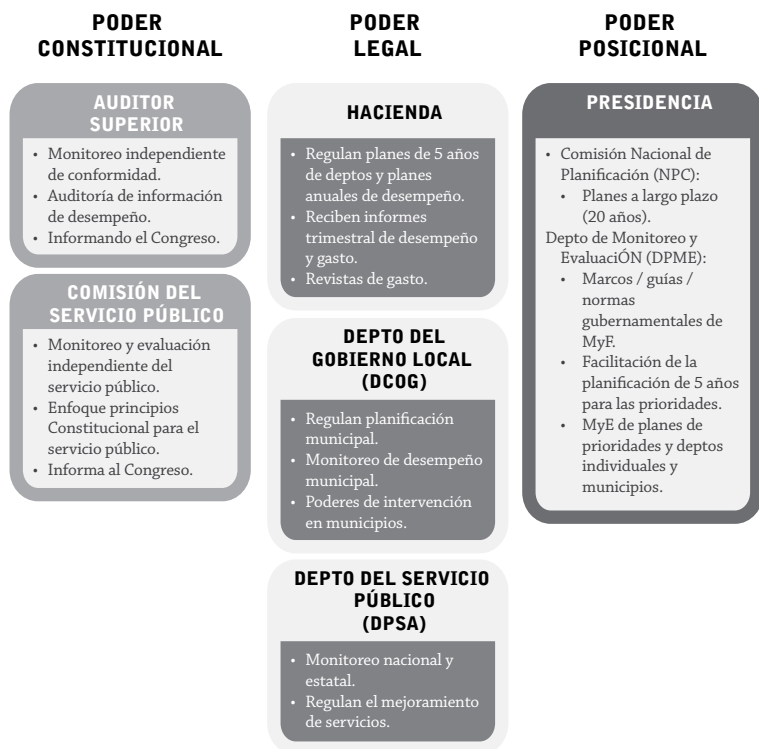 PODER
CONSTITUCIONAL
AUDITOR
SUPERIOR
• Monitoreo independiente
de conformidad.
• Auditoría de información
de desempeño.
• Informando el Congreso.
COMISIÓN DEL
SERVICIO PÚBLICO
• Monitoreo y evaluación
independiente del
servicio público.
• Enfoque principios
Constitucional para el
servicio público.
• Informa al Congreso.
PODER
LEGAL
HACIENDA
• Regulan planes de 5 años
de deptos y planes
anuales de desempeño.
• Reciben informes
trimestral de desempeño
y gasto.
• Revistas de gasto.
DEPTO DEL
GOBIERNO LOCAL
(DCOG)
• Regulan planificación
municipal.
• Monitoreo de desempeño
municipal.
• Poderes de intervención
en municipios.
DEPTO DEL SERVICIO
PÚBLICO
(DPSA)
• Monitoreo nacional y
estatal.
• Regulan el mejoramiento
de servicios.
PODER
POSICIONAL
PRESIDENCIA
• Comisión Nacional de
Planificación (NPC):
• Planes a largo plazo
(20 años).
Depto de Monitoreo y
EvaluaciÓN (DPME):
• Marcos / guías /
normas
gubernamentales de
MyF.
• Facilitación de la
planificación de 5 años
para las prioridades.
• MyE de planes de
prioridades y deptos
individuales y
municipios.